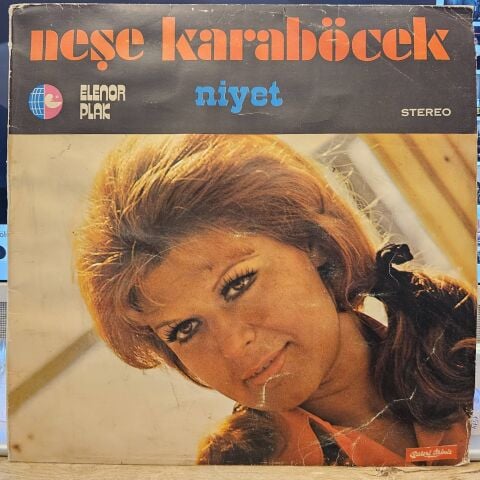 neşe karaböcek
ELENOR
PLAK
niyet
STEREO